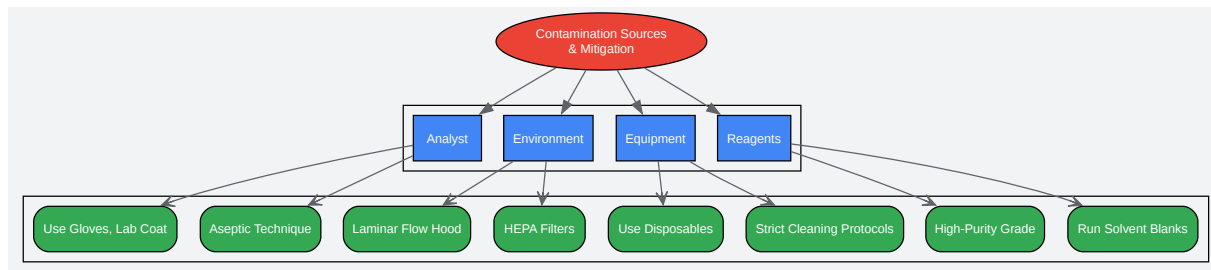 Contamination Sources
& Mitigation
Analyst
Environment
Equipment
Reagents
Use Gloves, Lab Coat
Aseptic Technique
Laminar Flow Hood
HEPA Filters
Use Disposables
Strict Cleaning Protocols
High-Purity Grade
Run Solvent Blanks